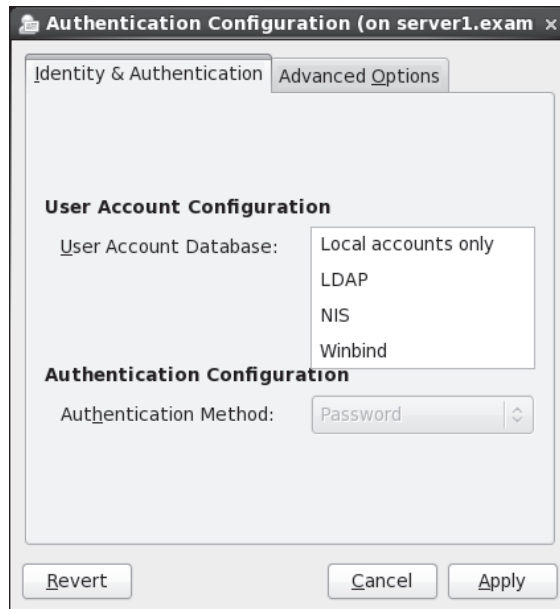 Authentication Configuration (on server1.exam
Identity & Authentication
Advanced Options
User Account Configuration
User Account Database:
Local accounts only
LDAP
NIS
Winbind
Authentication Configuration
Authentication Method:
Password
Revert
Cancel
Apply